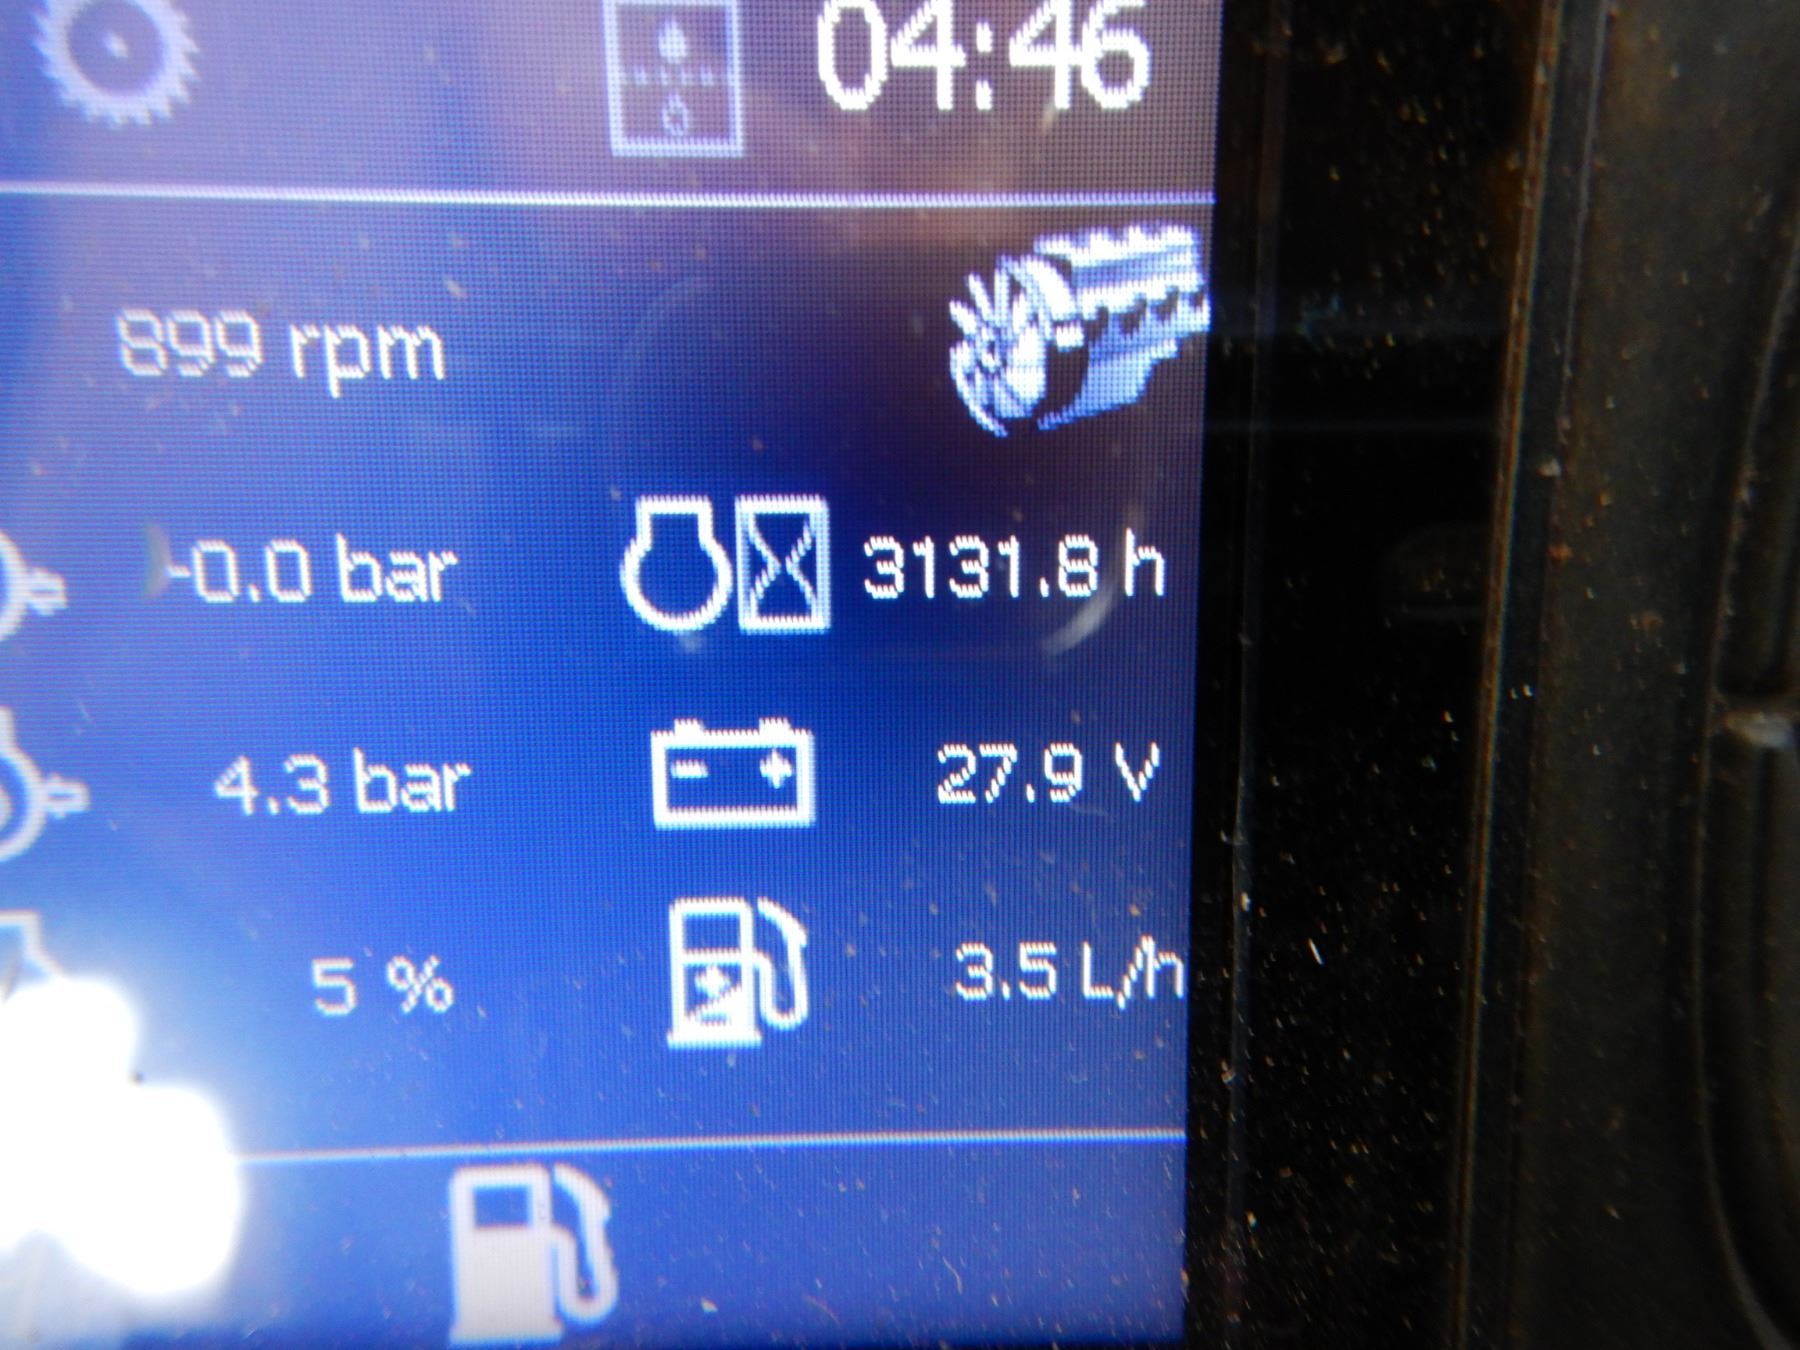 04:46
899 rpm
-0.0 bar
3131.8 h
4.3 bar
27.9 V
5 %
3.5 L/h